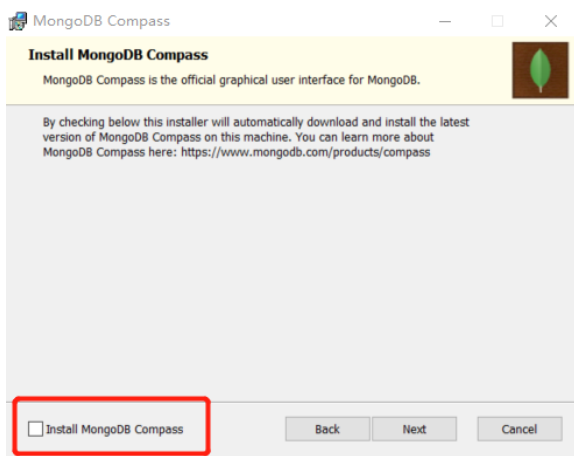 MongoDB Compass
Install MongoDB Compass
MongoDB Compass is the official graphical user interface for MongoDB.
By checking below this installer will automatically download and install the latest
version of MongoDB Compass on this machine. You can learn more about
MongoDB Compass here: https://www.mongodb.com/products/compass
Install MongoDB Compass
Back
Next
Cancel